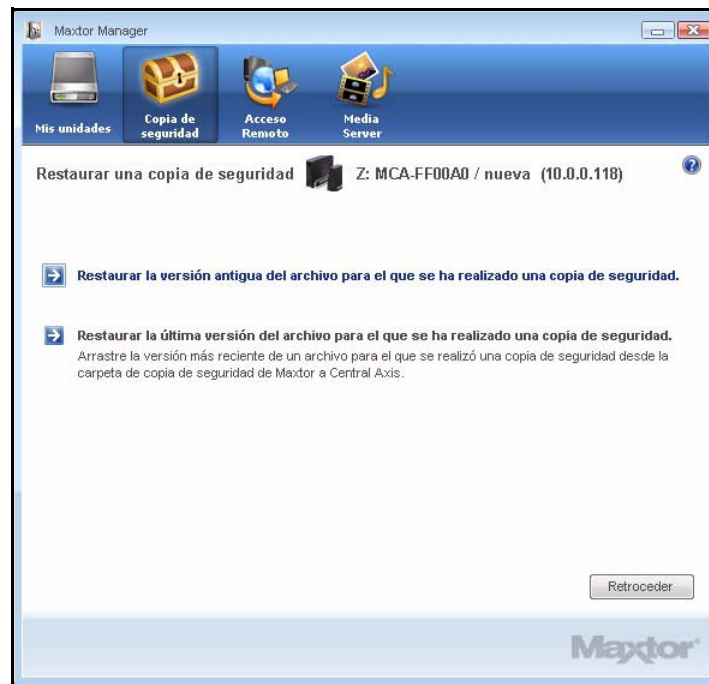 Maxtor Manager
Mis unidades
Copia de
seguridad
Acceso
Remoto
Media
Server
Restaurar una copia de seguridad Z: MCA-FF00A0 / nueva (10.0.0.118)
?
Restaurar la versión antigua del archivo para el que se ha realizado una copia de seguridad.
Restaurar la última versión del archivo para el que se ha realizado una copia de seguridad.
Arrastre la versión más reciente de un archivo para el que se realizó una copia de seguridad desde la
carpeta de copia de seguridad de Maxtor a Central Axis.
Retroceder
Maxtor